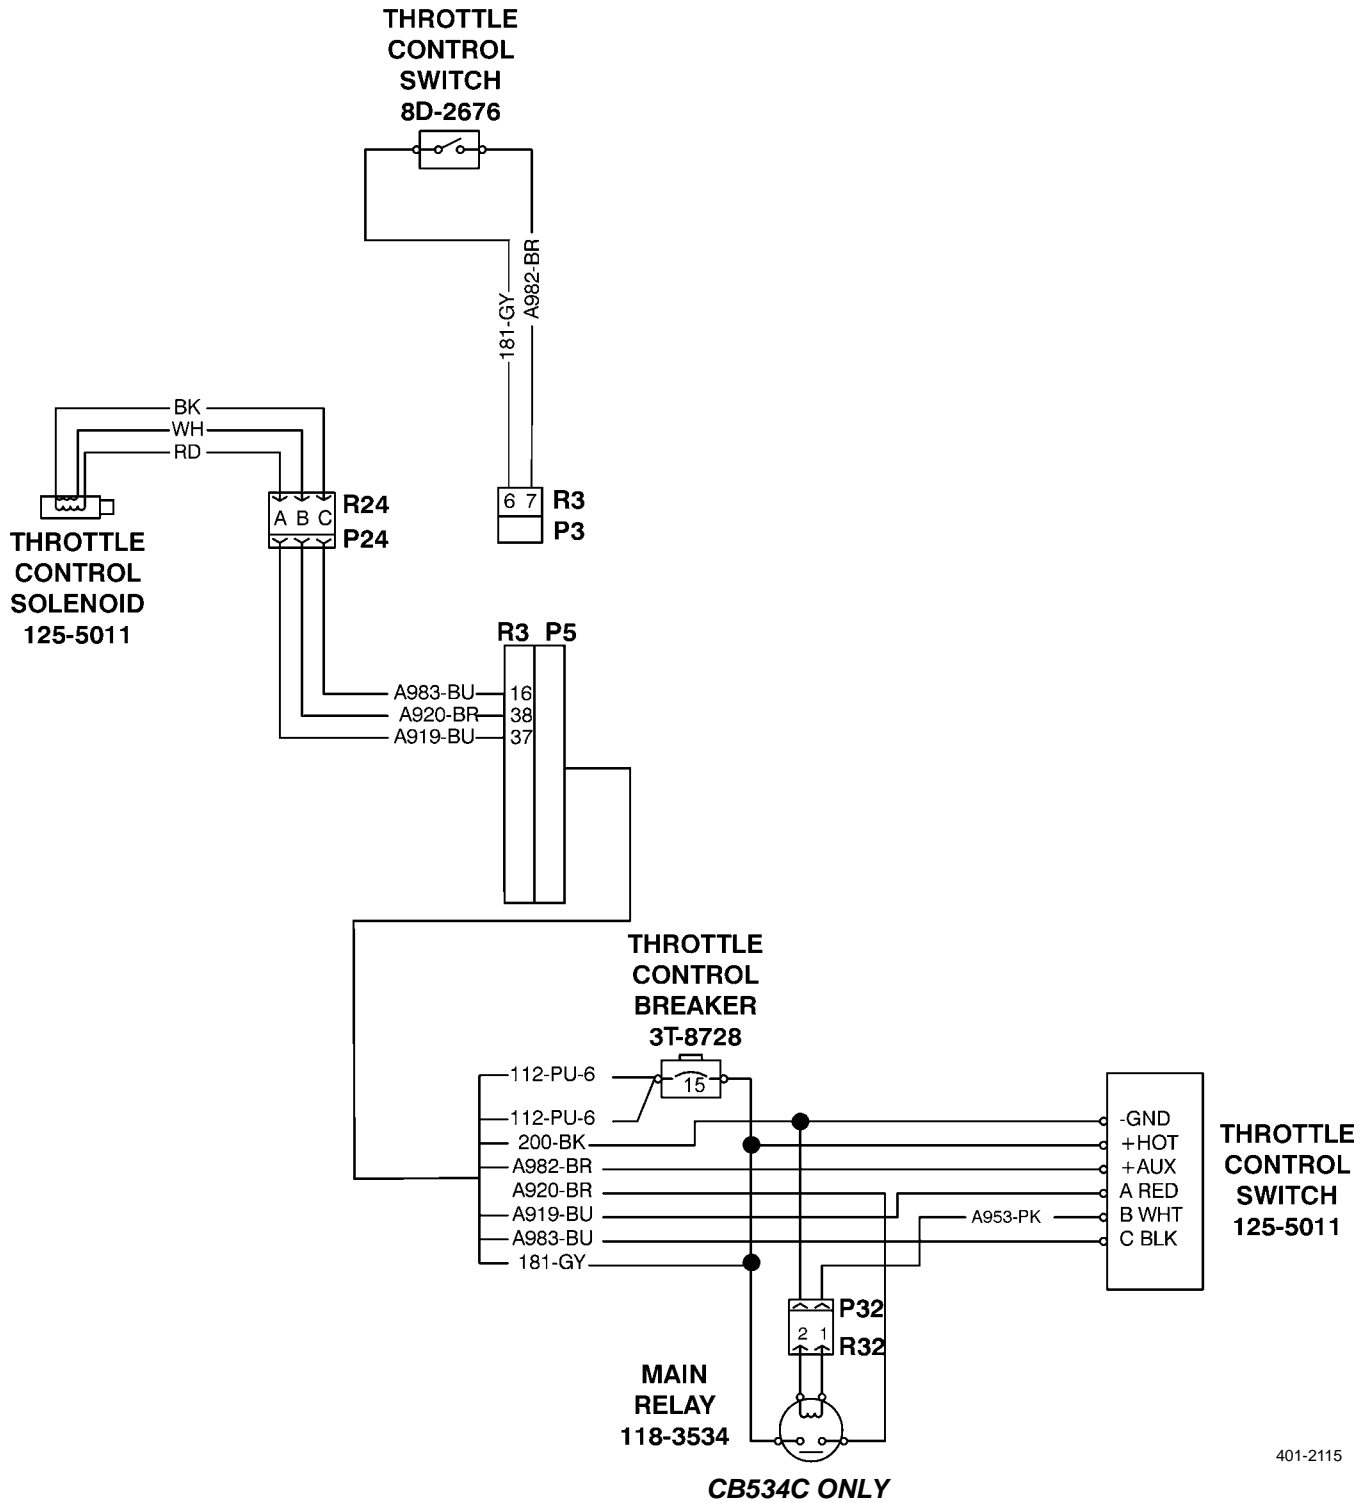 THROTTLE
CONTROL
SWITCH
8D-2676
181-GY
A982-BR
BK
WH
RD
6 7
R3
P3
A B C
R24
P24
THROTTLE
CONTROL
SOLENOID
125-5011
R3 P5
A983-BU 16
A920-BR 38
A919-BU 37
THROTTLE
CONTROL
BREAKER
3T-8728
15
112-PU-6
112-PU-6
200-BK
A982-BR
A920-BR
A919-BU
A983-BU
181-GY
A953-PK
-GND
+HOT
+AUX
A RED
B WHT
C BLK
THROTTLE
CONTROL
SWITCH
125-5011
P32
2 1
R32
MAIN
RELAY
118-3534
CB534C ONLY
401-2115